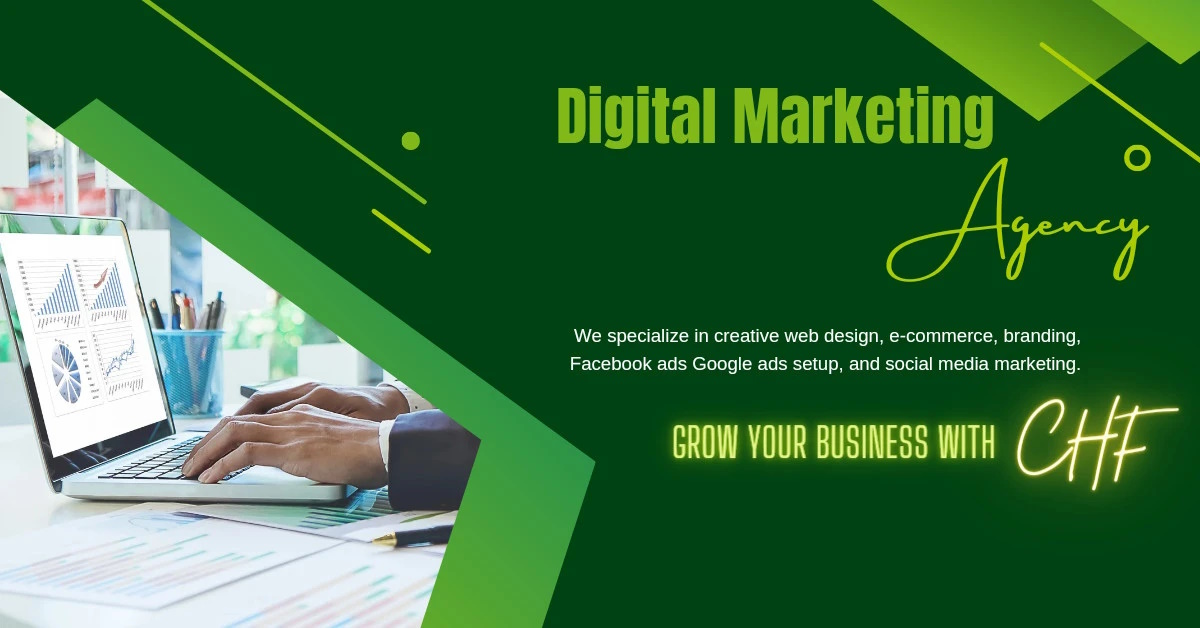 Digital Marketing
Agency
We specialize in creative web design, e-commerce, branding,
Facebook ads Google ads setup, and social media marketing.
GROW YOUR BUSINESS WITH CHF